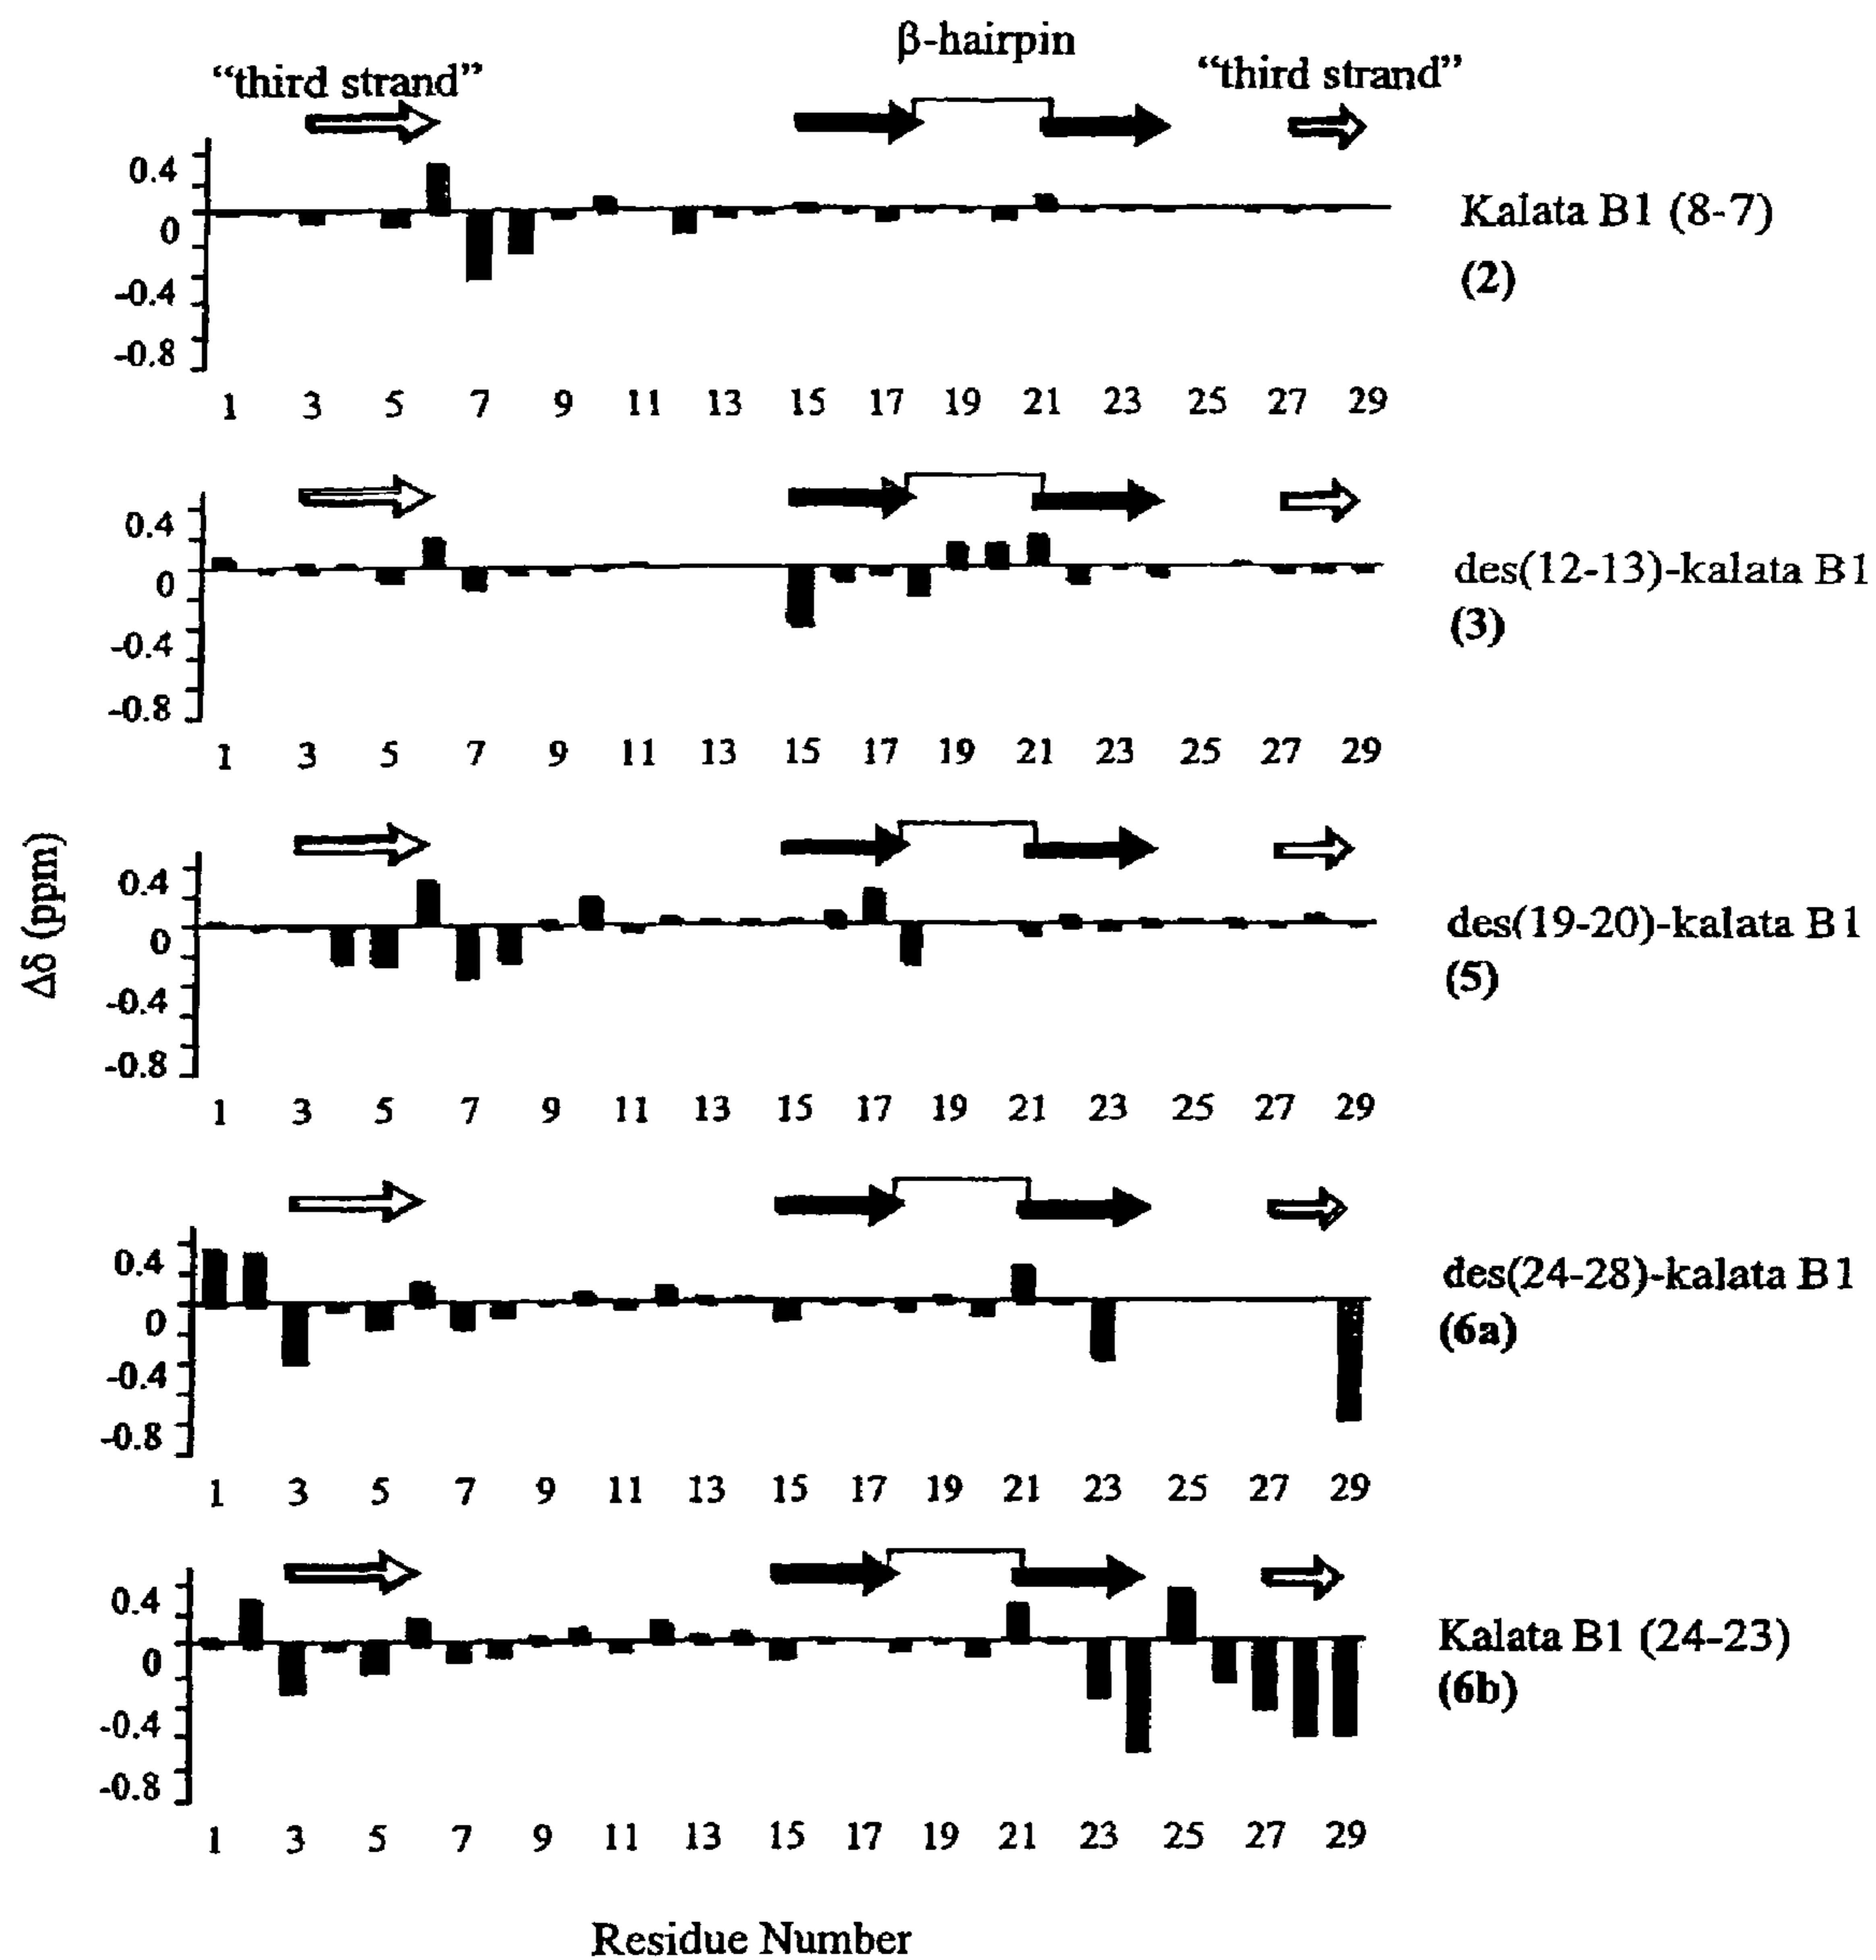 β-hairpin
“third strand” “third strand”
0.4
0
-0.4
-0.8
Kalata B1 (8-7)
(2)
1 3 5 7 9 11 13 15 17 19 21 23 25 27 29
0.4
0
-0.4
-0.8
des(12-13)-kalata B1
(3)
1 3 5 7 9 11 13 15 17 19 21 23 25 27 29
Δδ (ppm)
0.4
0
-0.4
-0.8
des(19-20)-kalata B1
(5)
1 3 5 7 9 11 13 15 17 19 21 23 25 27 29
0.4
0
-0.4
-0.8
des(24-28)-kalata B1
(6a)
1 3 5 7 9 11 13 15 17 19 21 23 25 27 29
0.4
0
-0.4
-0.8
Kalata B1 (24-23)
(6b)
1 3 5 7 9 11 13 15 17 19 21 23 25 27 29
Residue Number